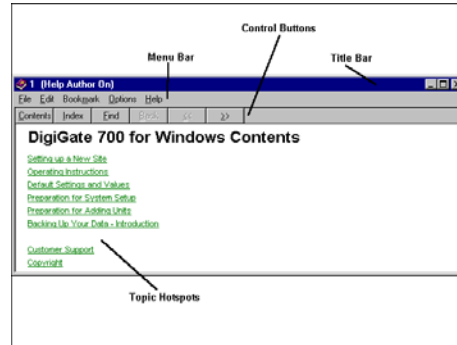 Control Buttons
Menu Bar
Title Bar
1 (Help Author On)
File Edit Bookmark Options Help
Contents Index Find Back << >>
DigiGate 700 for Windows Contents
Setting up a New Site
Operating Instructions
Default Settings and Values
Preparation for System Setup
Preparation for Adding Units
Backing Up Your Data - Introduction
Customer Support
Copyright
Topic Hotspots